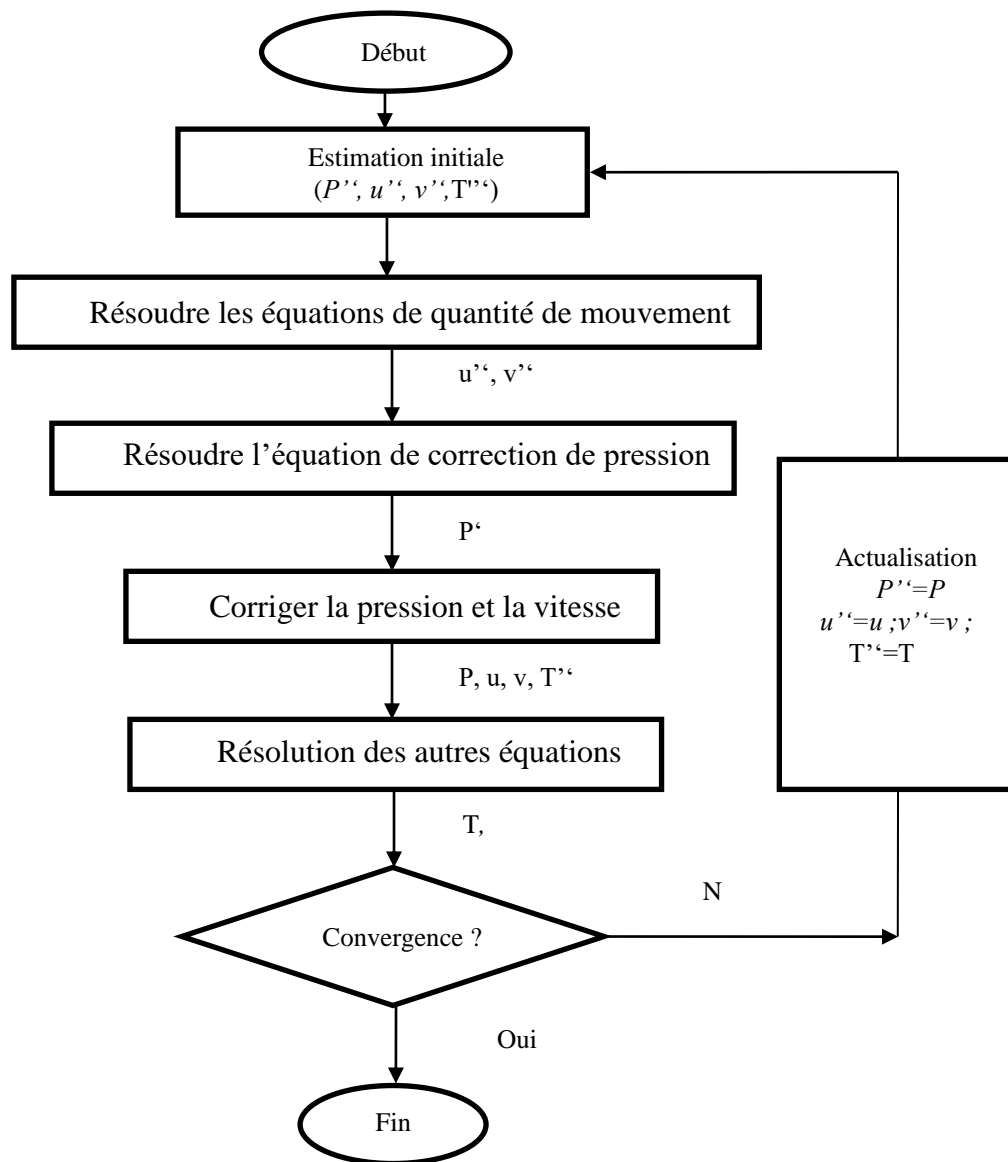 Début
Estimation initiale
(P’‘, u’‘, v’‘,T'’‘)
Résoudre les équations de quantité de mouvement
u’‘, v’‘
Résoudre l’équation de correction de pression
P‘
Corriger la pression et la vitesse
P, u, v, T’‘
Résolution des autres équations
T,
Convergence ?
N
Actualisation
P’‘=P
u’‘=u ;v’‘=v ;
T’‘=T
Oui
Fin